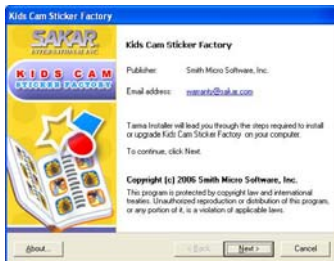 Kids Cam Sticker Factory
SAKAR
INTERNATIONAL INC.
KIDS CAM
STICKER FACTORY
Kids Cam Sticker Factory
Publisher: Smith Micro Software, Inc.
Email address: warranty@sakar.com
Tarma Installer will lead you through the steps required to install
or upgrade Kids Cam Sticker Factory on your computer.
To continue, click Next.
Copyright (c) 2006 Smith Micro Software, Inc.
This program is protected by copyright law and international
treaties. Unauthorized reproduction or distribution of this program,
or any portion of it, is a violation of applicable laws.
About... < Back Next > Cancel